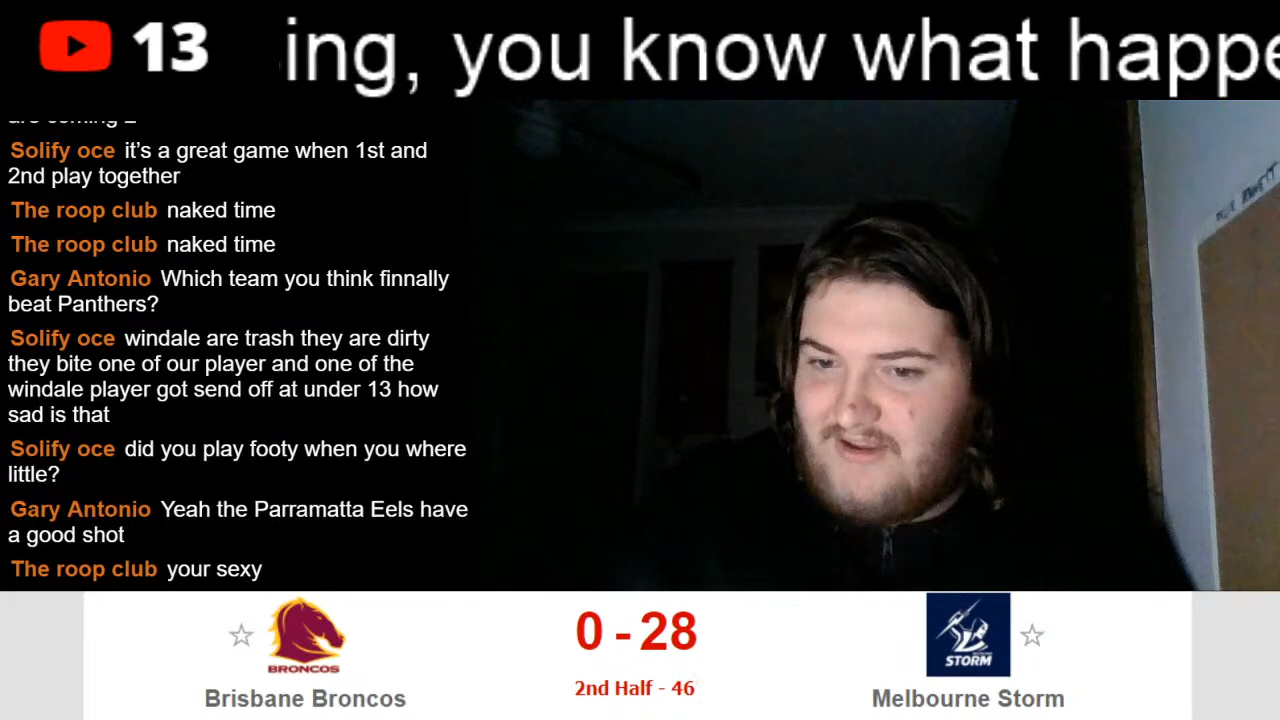 13
ing, you know what happe
Solify oce it’s a great game when 1st and
2nd play together
The roop club naked time
The roop club naked time
Gary Antonio Which team you think finnally
beat Panthers?
Solify oce windale are trash they are dirty
they bite one of our player and one of the
windale player got send off at under 13 how
sad is that
Solify oce did you play footy when you where
little?
Gary Antonio Yeah the Parramatta Eels have
a good shot
The roop club your sexy
BRONCOS
Brisbane Broncos
0 - 28
2nd Half - 46
STORM
Melbourne Storm